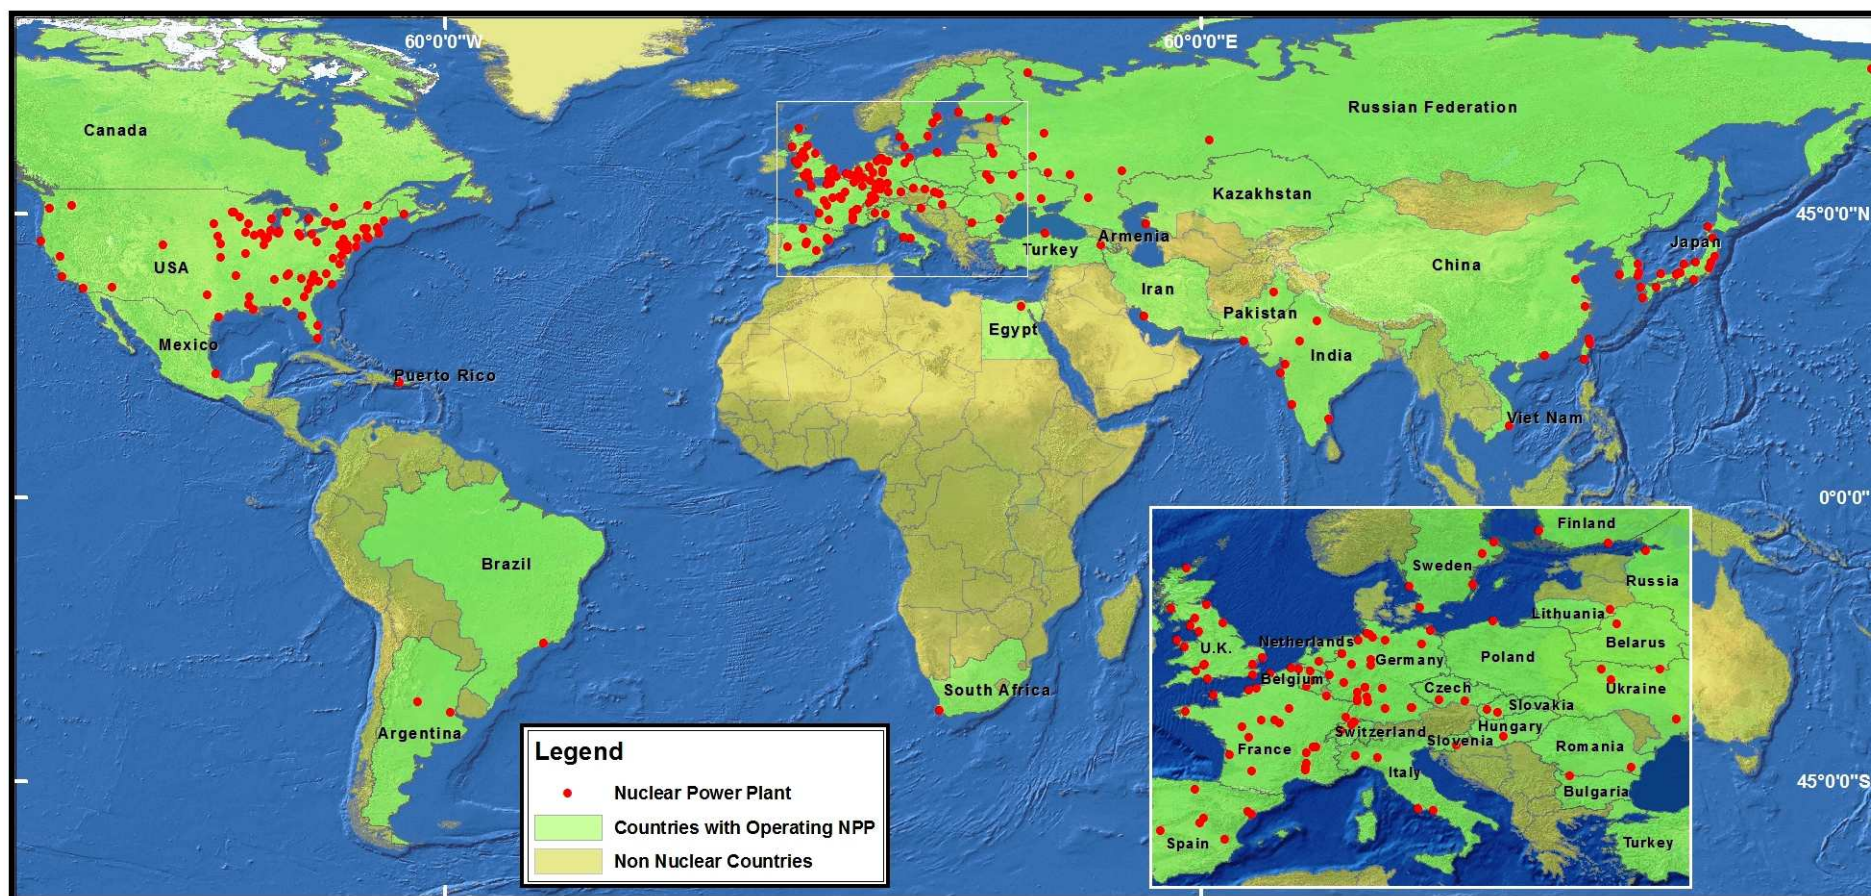 60°0'0"W
60°0'0"E
Canada
Russian Federation
Kazakhstan
45°0'0"N
Armenia
Turkey
Japan
USA
China
Iran
Pakistan
Egypt
Mexico
India
Puerto Rico
Viet Nam
0°0'0"
Brazil
South Africa
Argentina
45°0'0"S
Legend
Nuclear Power Plant
Countries with Operating NPP
Non Nuclear Countries
Finland
Sweden
Russia
Lithuania
Belarus
Netherlands
U.K.
Germany
Poland
Belgium
Czech
Ukraine
Slovakia
Hungary
Switzerland
Slovenia
France
Romania
Italy
Bulgaria
Spain
Turkey